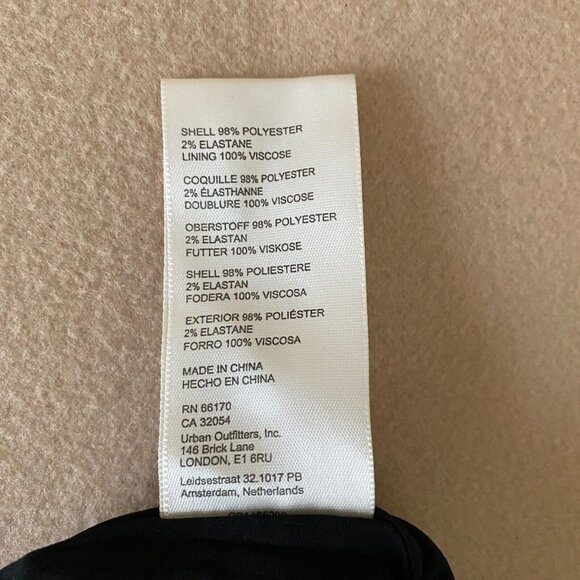 SHELL 98% POLYESTER
2% ELASTANE
LINING 100% VISCOSE
COQUILLE 98% POLYESTER
2% ÉLASTHANNE
DOUBLURE 100% VISCOSE
OBERSTOFF 98% POLYESTER
2% ELASTAN
FUTTER 100% VISKOSE
SHELL 98% POLIESTERE
2% ELASTAN
FODERA 100% VISCOSA
EXTERIOR 98% POLIÉSTER
2% ELASTANE
FORRO 100% VISCOSA
MADE IN CHINA
HECHO EN CHINA
RN 66170
CA 32054
Urban Outfitters, Inc.
146 Brick Lane
LONDON, E1 6RU
Leidsestraat 32.1017 PB
Amsterdam, Netherlands